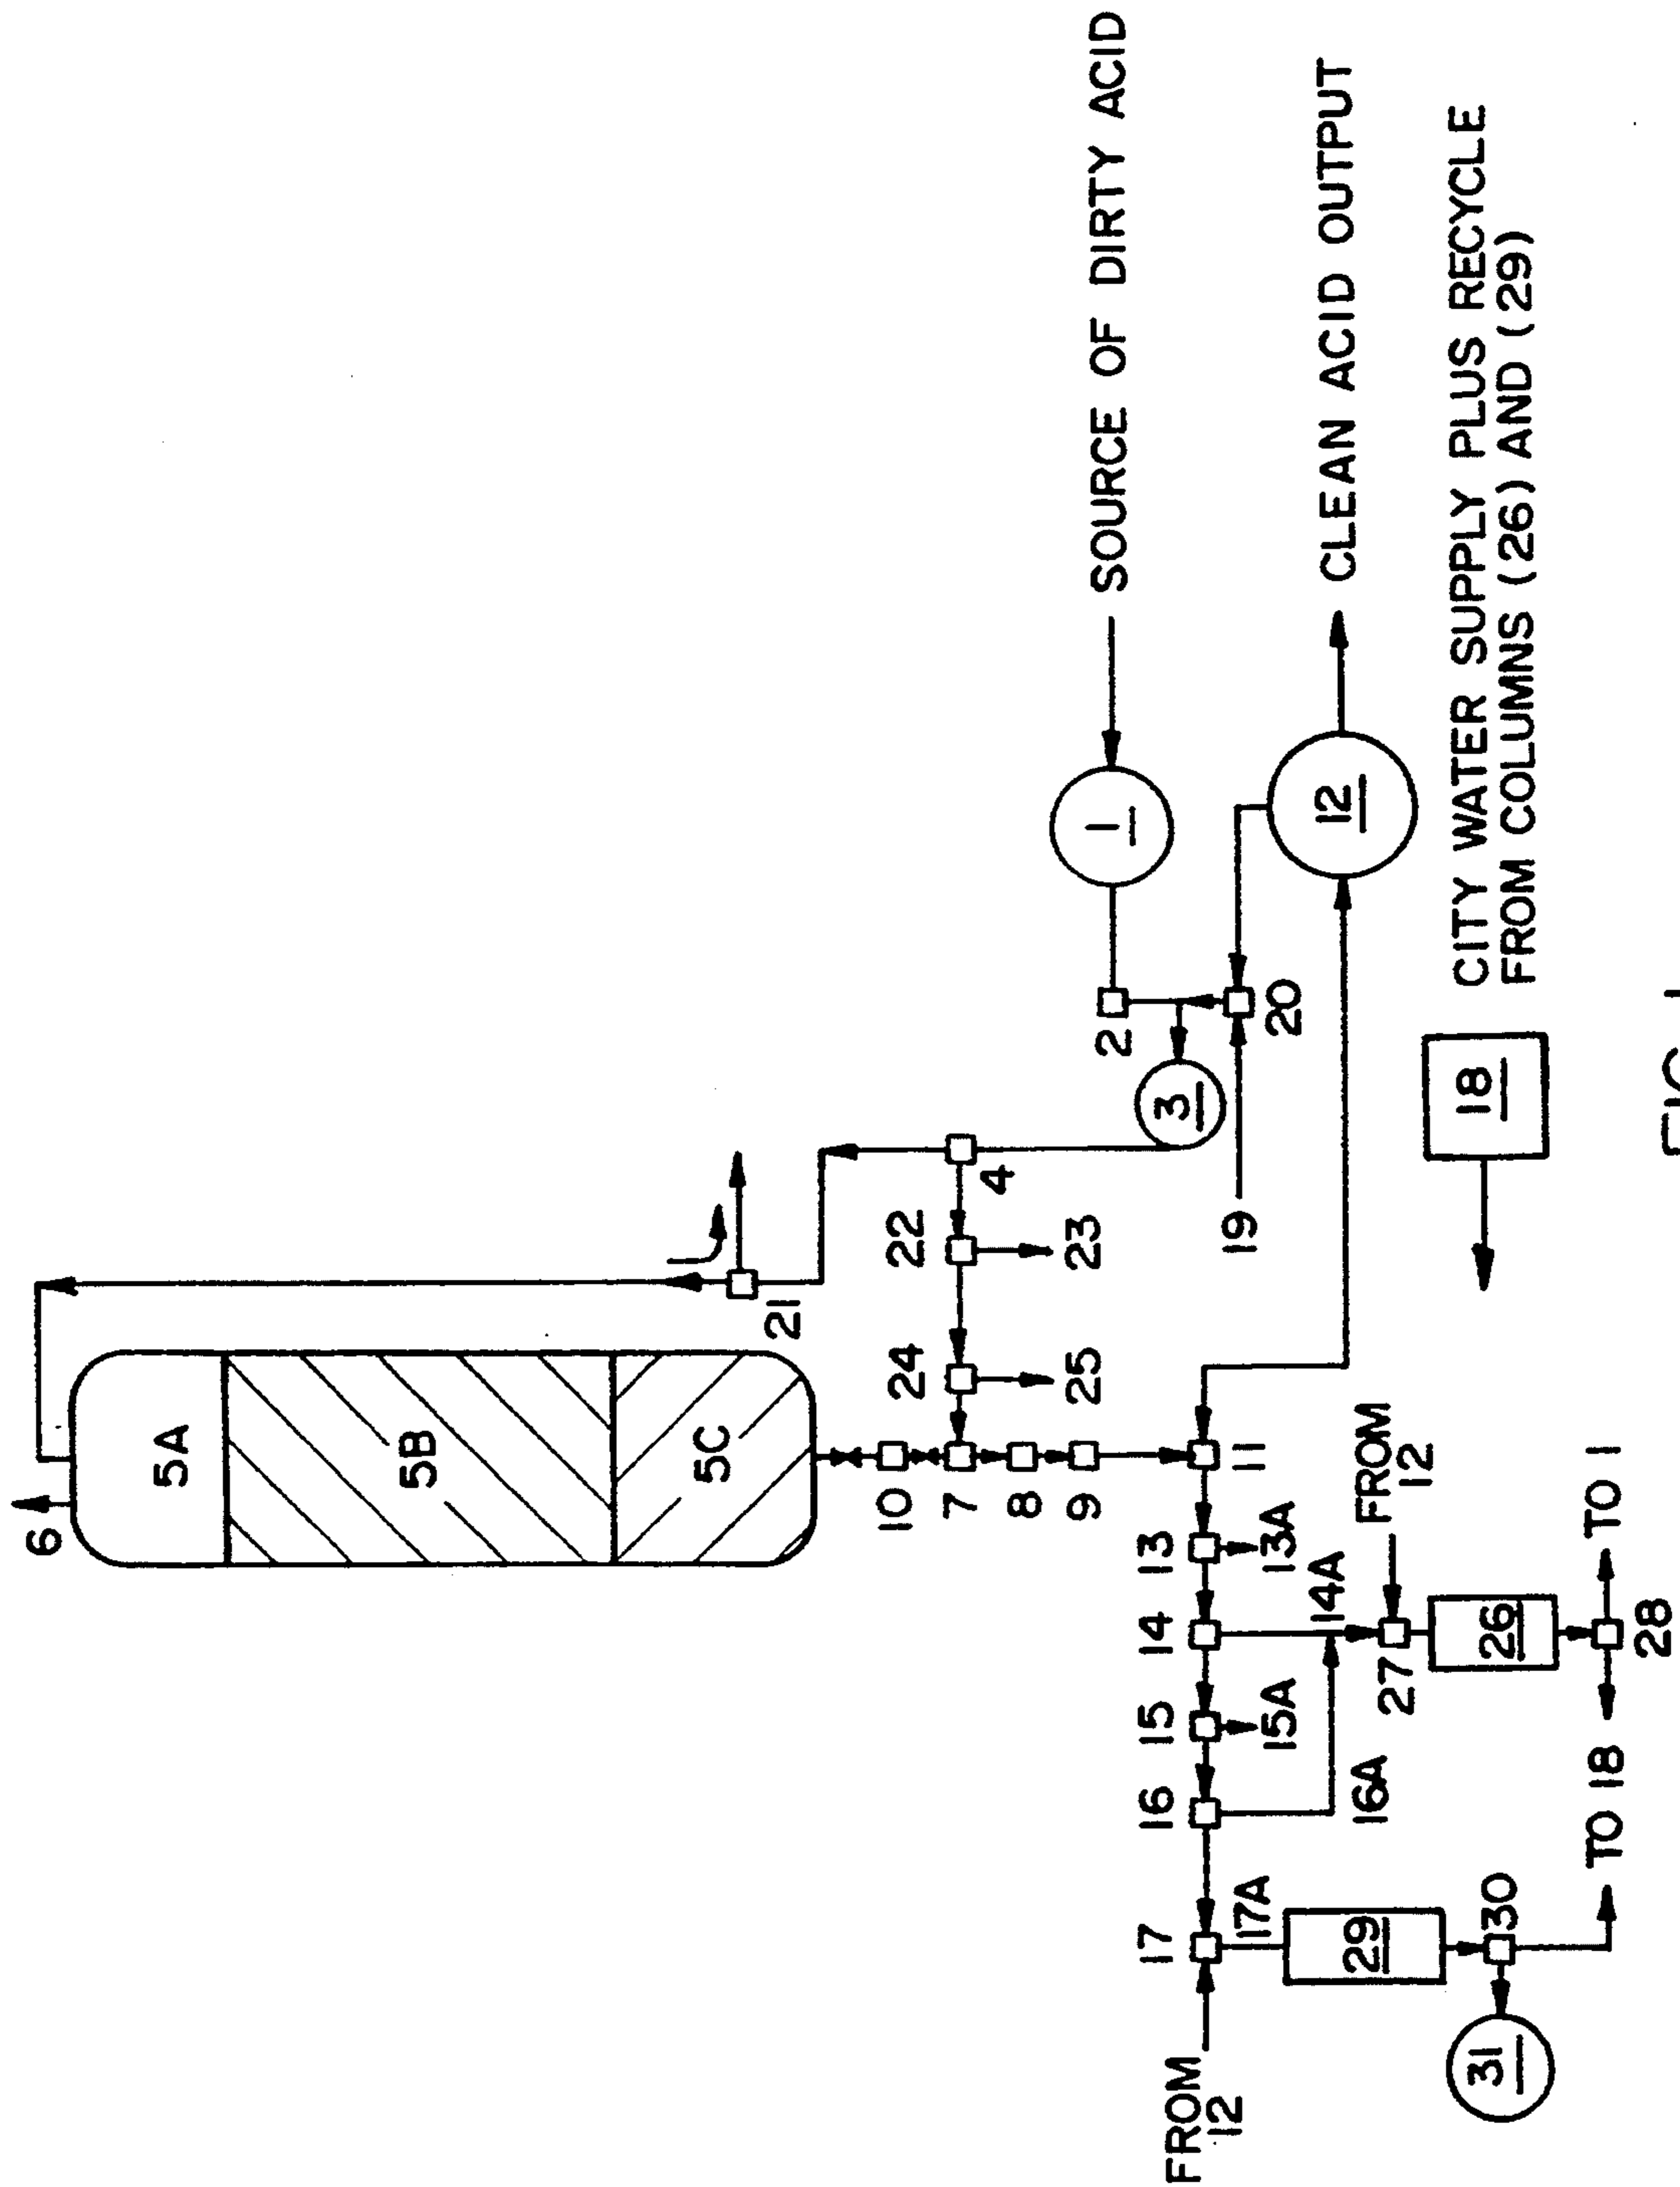 6
5A
5B
5C
21
10
7
8
9
24
25
22
23
4
3
2
1
SOURCE OF DIRTY ACID
19
20
12
CLEAN ACID OUTPUT
18
CITY WATER SUPPLY PLUS RECYCLE
FROM COLUMNS (26) AND (29)
11
13
13A
14
14A
15
15A
16
16A
17
17A
FROM
12
FROM
12
27
26
28
TO 1
TO 18
29
30
31
FIG. 1